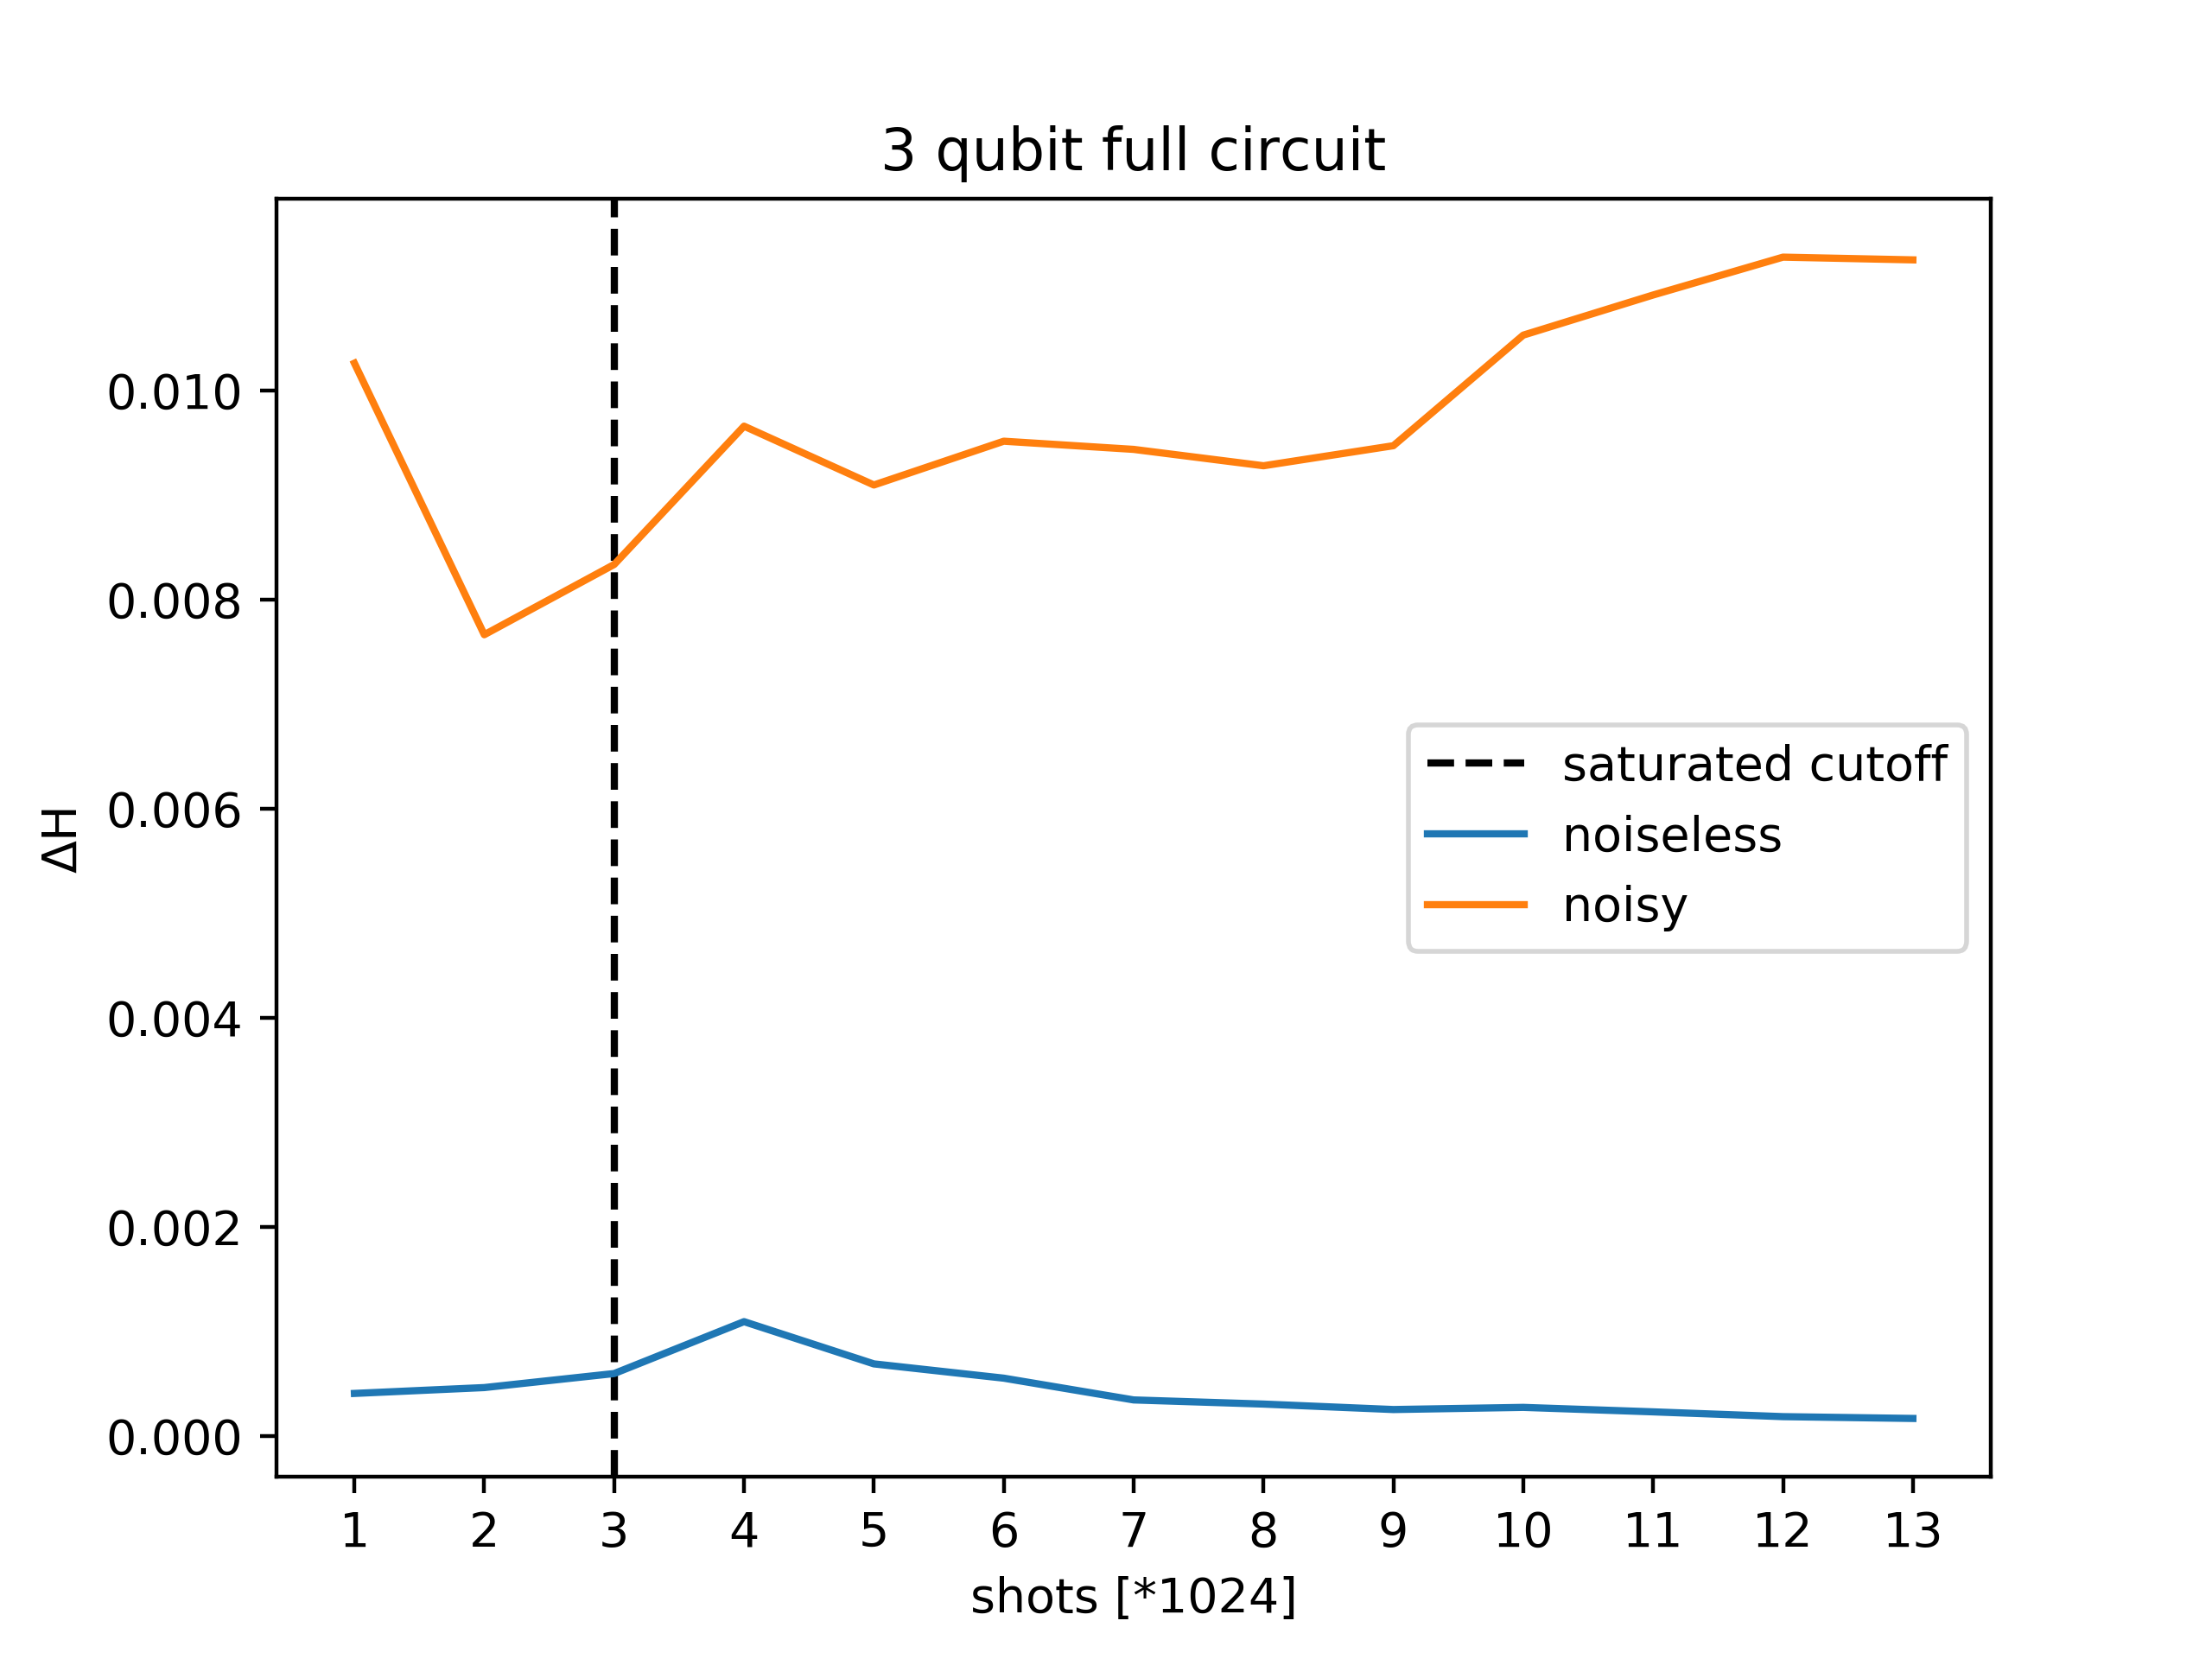 3 qubit full circuit
0.010
0.008
0.006
0.004
0.002
0.000
ΔH
saturated cutoff
noiseless
noisy
1 2 3 4 5 6 7 8 9 10 11 12 13
shots [*1024]